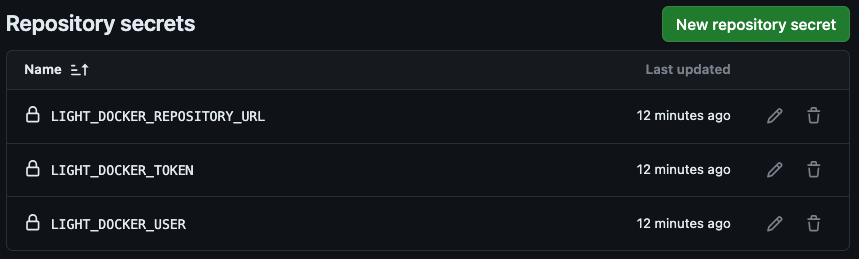 Repository secrets
New repository secret
Name
Last updated
LIGHT_DOCKER_REPOSITORY_URL
12 minutes ago
LIGHT_DOCKER_TOKEN
12 minutes ago
LIGHT_DOCKER_USER
12 minutes ago